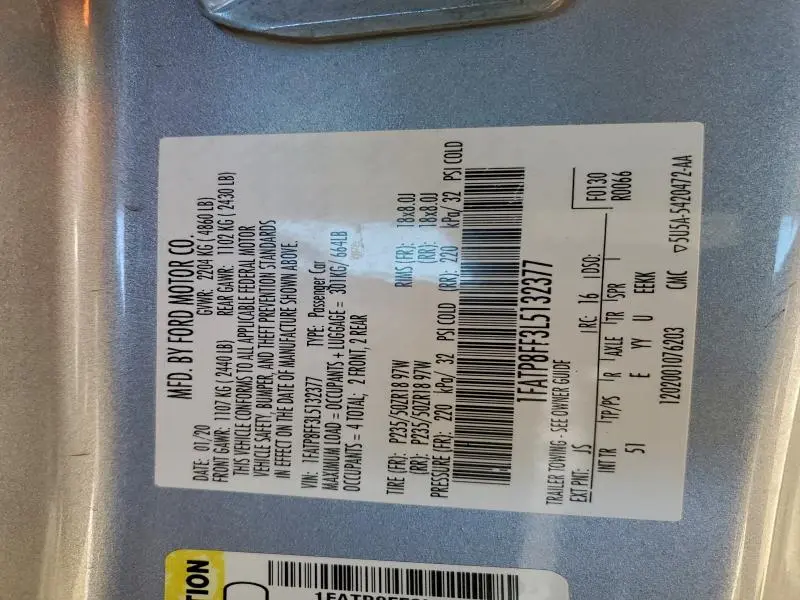 MFD. BY FORD MOTOR CO.
DATE: 01/20 GVWR: 2204 KG (4860 LB)
FRONT GAWR: 1107 KG (2440 LB) REAR GAWR: 1102 KG (2430 LB)
THIS VEHICLE CONFORMS TO ALL APPLICABLE FEDERAL MOTOR
VEHICLE SAFETY, BUMPER, AND THEFT PREVENTION STANDARDS
IN EFFECT ON THE DATE OF MANUFACTURE SHOWN ABOVE.
VIN: 1FATP8FF3L5132377 TYPE: Passenger Car
MAXIMUM LOAD = OCCUPANTS + LUGGAGE = 301KG/ 664LB
OCCUPANTS = 4 TOTAL; 2 FRONT, 2 REAR
TIRE (FR): P235/50ZR18 97W RIMS (FR): 18x8.0J
(RR): P235/50ZR18 97W (RR): 18x8.0J
PRESSURE (FR): 220 kPa/ 32 PSI COLD (RR): 220 kPa/ 32 PSI COLD
1FATP8FF3L5132377
TRAILER TOWING - SEE OWNER GUIDE
EXT PNT: JS RC: 16 DSO: F0130
R0066
INT TR TP/PS R AXLE TR SPR
51 E YY U EEKK
1202001076203 CMC 5U5A-5420472-AA
TION